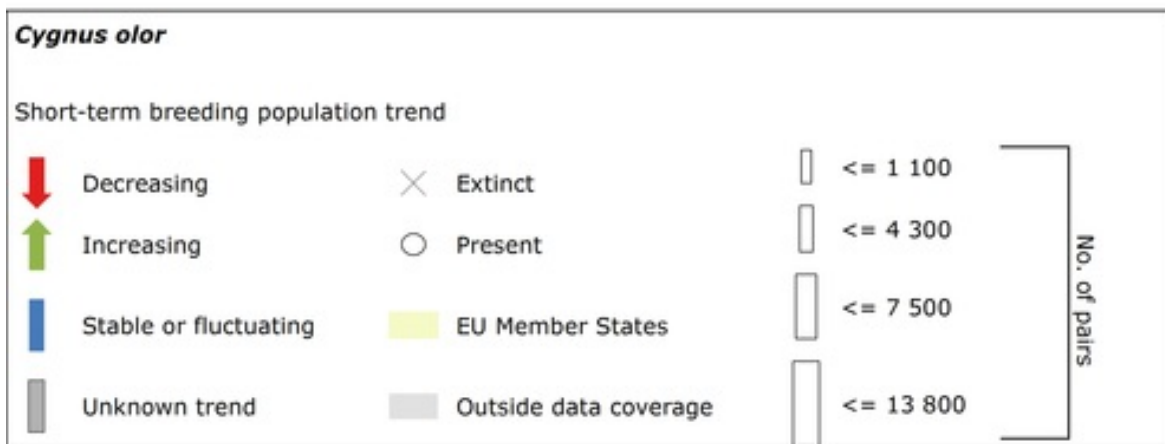 Cygnus olor
Short-term breeding population trend
Decreasing
Increasing
Stable or fluctuating
Unknown trend
Extinct
Present
EU Member States
Outside data coverage
<= 1 100
<= 4 300
<= 7 500
<= 13 800
No. of pairs